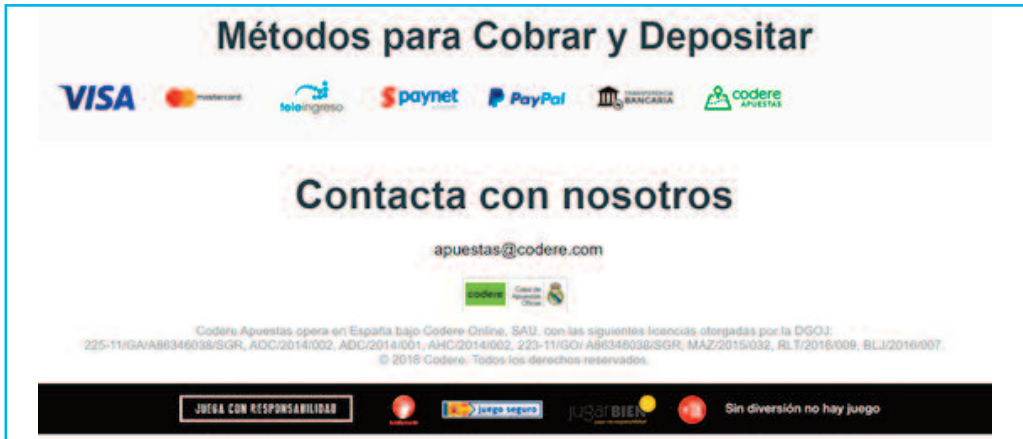 Métodos para Cobrar y Depositar
VISA mastercard teleingreso paynet PayPal TRANSFERENCIA BANCARIA codere APUESTAS
Contacta con nosotros
apuestas@codere.com
codere Casa de Apuestas Oficial
Codere Apuestas opera en España bajo Codere Online, SAU, con las siguientes licencias otorgadas por la DGOJ:
225-11/GA/A86346038/SGR, AOC/2014/002, ADC/2014/001, AHC/2014/002, 223-11/GO/ A86346038/SGR, MAZ/2015/032, RLT/2016/009, BLJ/2016/007.
© 2018 Codere. Todos los derechos reservados.
JUEGA CON RESPONSABILIDAD juego seguro jugarBIEN Sin diversión no hay juego